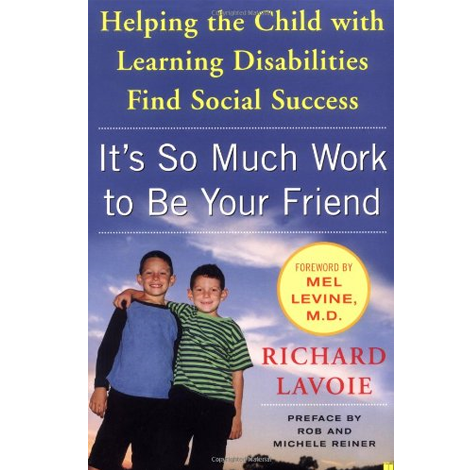 Helping the Child with
Learning Disabilities
Find Social Success
It's So Much Work
to Be Your Friend
FOREWORD BY
MEL
LEVINE,
M.D.
RICHARD
LAVOIE
PREFACE BY
ROB AND
MICHELE REINER